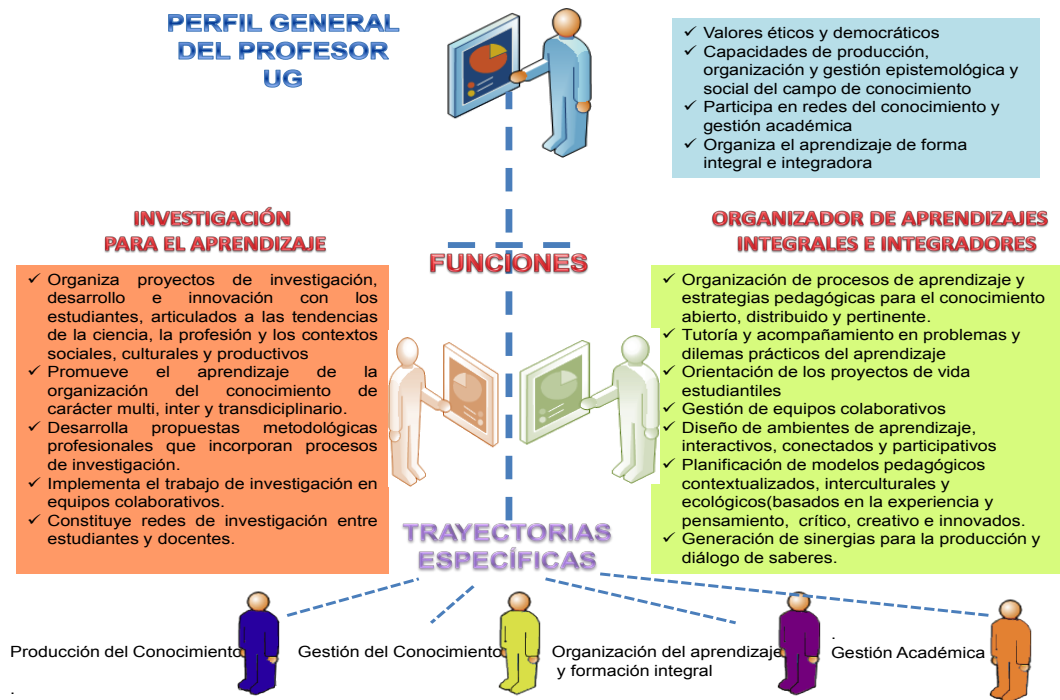 PERFIL GENERAL
DEL PROFESOR
UG
✓ Valores éticos y democráticos
✓ Capacidades de producción,
organización y gestión epistemológica y
social del campo de conocimiento
✓ Participa en redes del conocimiento y
gestión académica
✓ Organiza el aprendizaje de forma
integral e integradora
INVESTIGACIÓN
PARA EL APRENDIZAJE
FUNCIONES
ORGANIZADOR DE APRENDIZAJES
INTEGRALES E INTEGRADORES
✓ Organiza proyectos de investigación,
desarrollo e innovación con los
estudiantes, articulados a las tendencias
de la ciencia, la profesión y los contextos
sociales, culturales y productivos
✓ Promueve el aprendizaje de la
organización del conocimiento de
carácter multi, inter y transdiciplinario.
✓ Desarrolla propuestas metodológicas
profesionales que incorporan procesos
de investigación.
✓ Implementa el trabajo de investigación en
equipos colaborativos.
✓ Constituye redes de investigación entre
estudiantes y docentes.
✓ Organización de procesos de aprendizaje y
estrategias pedagógicas para el conocimiento
abierto, distribuido y pertinente.
✓ Tutoría y acompañamiento en problemas y
dilemas prácticos del aprendizaje
✓ Orientación de los proyectos de vida
estudiantiles
✓ Gestión de equipos colaborativos
✓ Diseño de ambientes de aprendizaje,
interactivos, conectados y participativos
✓ Planificación de modelos pedagógicos
contextualizados, interculturales y
ecológicos(basados en la experiencia y
pensamiento, crítico, creativo e innovados.
✓ Generación de sinergias para la producción y
diálogo de saberes.
TRAYECTORIAS
ESPECÍFICAS
Producción del Conocimiento
.
Gestión del Conocimiento
Organización del aprendizaje
y formación integral
.
Gestión Académica